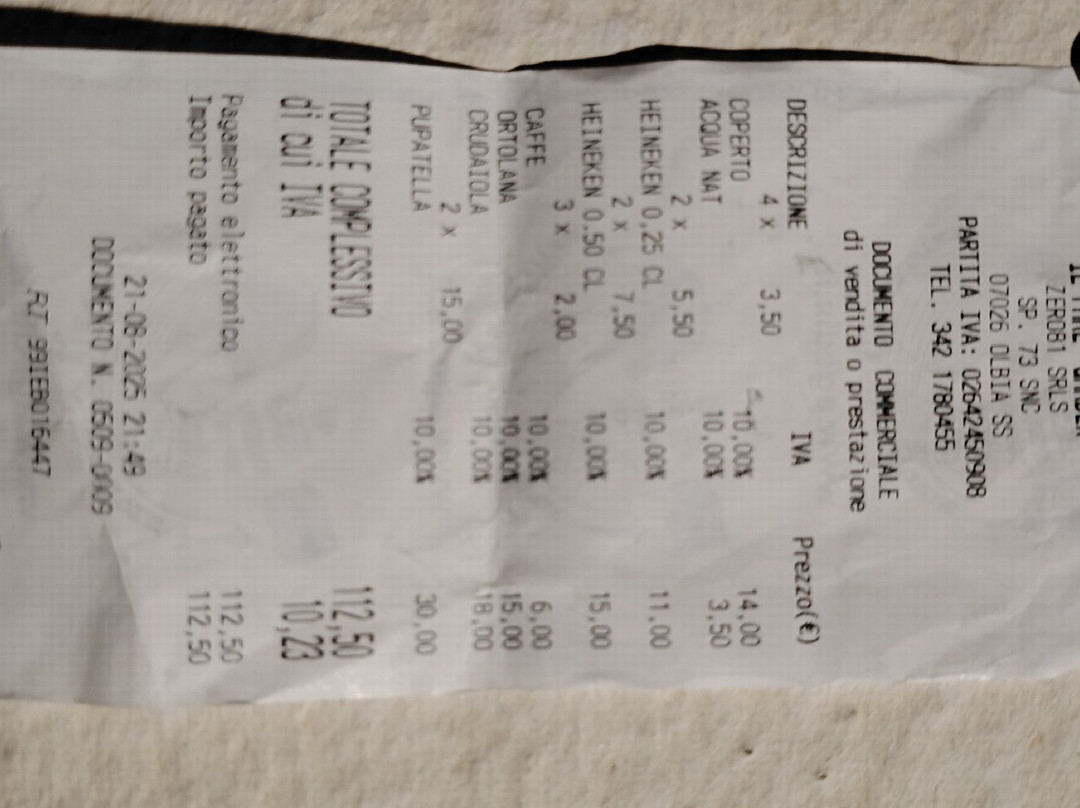 ZERO81 SRLS
SP. 73 SNC
07026 OLBIA SS
PARTITA IVA: 02642450908
TEL. 342 1780455
DOCUMENTO COMMERCIALE
di vendita o prestazione
DESCRIZIONE IVA Prezzo(€)
4 x 3,50
COPERTO 10,00% 14,00
ACQUA NAT 10,00% 3,50
2 x 5,50
HEINEKEN 0,25 CL 10,00% 11,00
2 x 7,50
HEINEKEN 0.50 CL 10,00% 15,00
3 x 2,00
CAFFE 10,00% 6,00
ORTOLANA 10,00% 15,00
CRUDAIOLA 10,00% 18,00
2 x 15,00
PUPATELLA 10,00% 30,00
TOTALE COMPLESSIVO 112,50
di cui IVA 10,23
Pagamento elettronico 112,50
Importo pagato 112,50
21-08-2025 21:49
DOCUMENTO N. 0509-0009
RT 99IEB016447